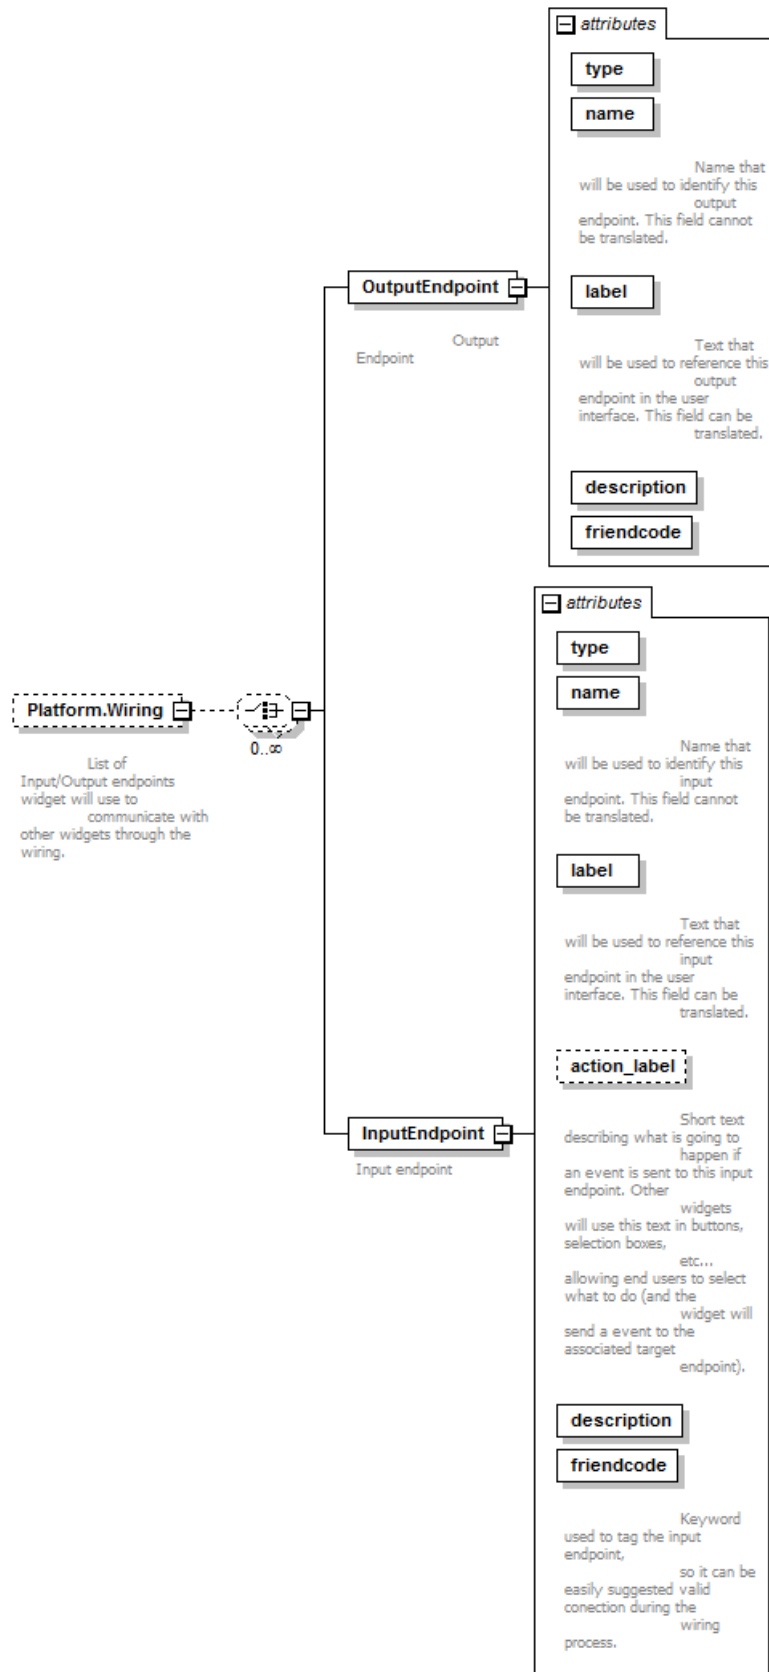 attributes
type
name
Name that
will be used to identify this
output
endpoint. This field cannot
be translated.
OutputEndpoint
Output
Endpoint
label
Text that
will be used to reference this
output
endpoint in the user
interface. This field can be
translated.
description
friendcode
Platform.Wiring
0..∞
List of
Input/Output endpoints
widget will use to
communicate with
other widgets through the
wiring.
attributes
type
name
Name that
will be used to identify this
input
endpoint. This field cannot
be translated.
label
Text that
will be used to reference this
input
endpoint in the user
interface. This field can be
translated.
InputEndpoint
Input endpoint
action_label
Short text
describing what is going to
happen if
an event is sent to this input
endpoint. Other
widgets
will use this text in buttons,
selection boxes,
etc...
allowing end users to select
what to do (and the
widget will
send a event to the
associated target
endpoint).
description
friendcode
Keyword
used to tag the input
endpoint,
so it can be
easily suggested valid
conection during the
wiring
process.